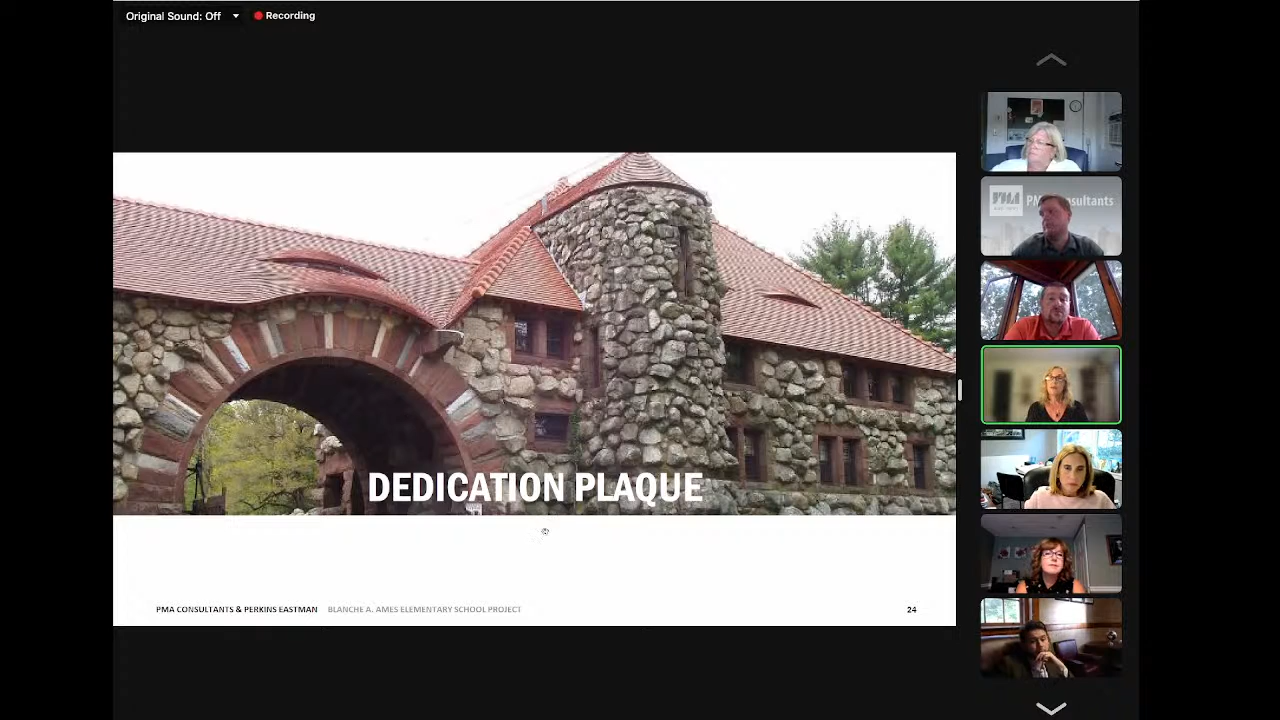 Original Sound: Off
Recording
PMA
Consultants
DEDICATION PLAQUE
PMA CONSULTANTS & PERKINS EASTMAN
BLANCHE A. AMES ELEMENTARY SCHOOL PROJECT
24